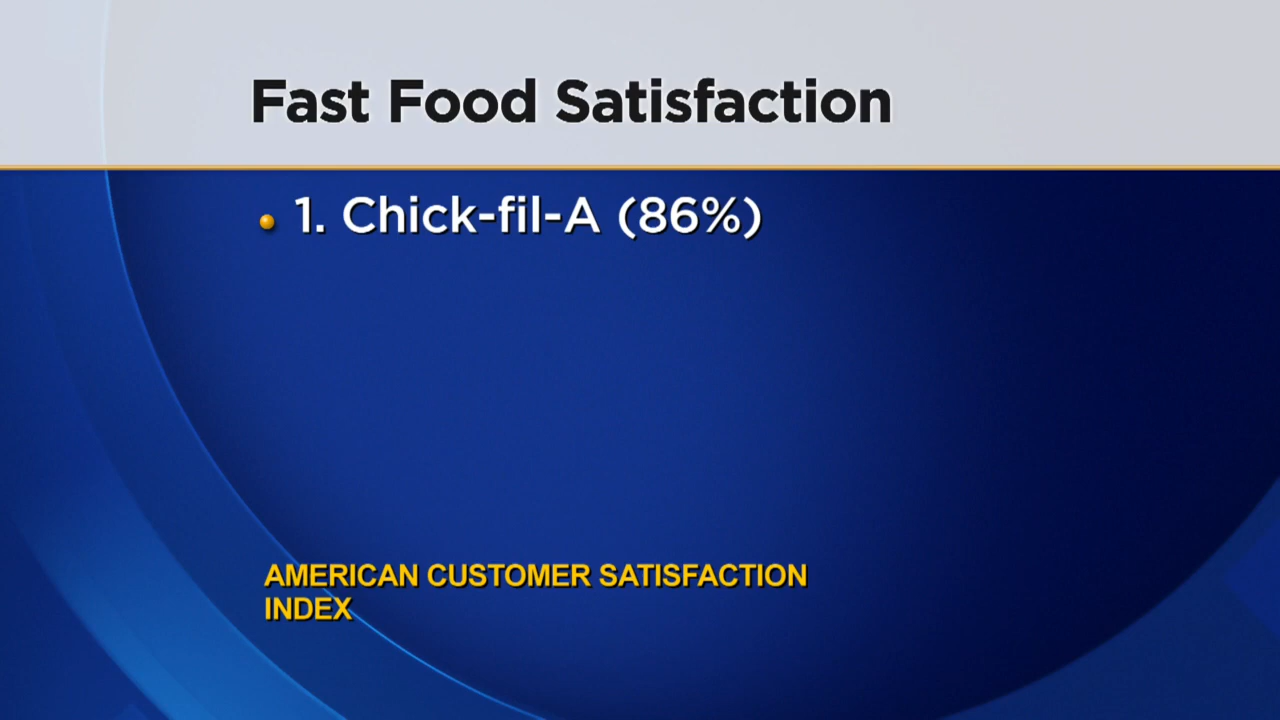 Fast Food Satisfaction
1. Chick-fil-A (86%)
AMERICAN CUSTOMER SATISFACTION
INDEX